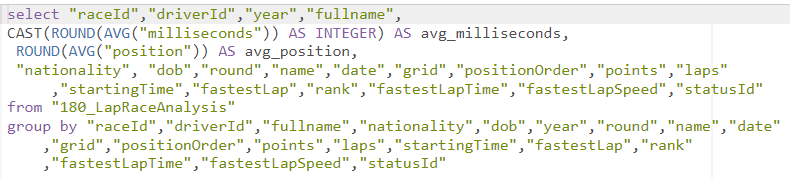 select "raceId","driverId","year","fullname",
CAST(ROUND(AVG("milliseconds")) AS INTEGER) AS avg_milliseconds,
ROUND(AVG("position")) AS avg_position,
"nationality", "dob","round","name","date","grid","positionOrder","points","laps"
,"startingTime","fastestLap","rank","fastestLapTime","fastestLapSpeed","statusId"
from "180_LapRaceAnalysis"
group by "raceId","driverId","fullname","nationality","dob","year","round","name","date"
,"grid","positionOrder","points","laps","startingTime","fastestLap","rank"
,"fastestLapTime","fastestLapSpeed","statusId"